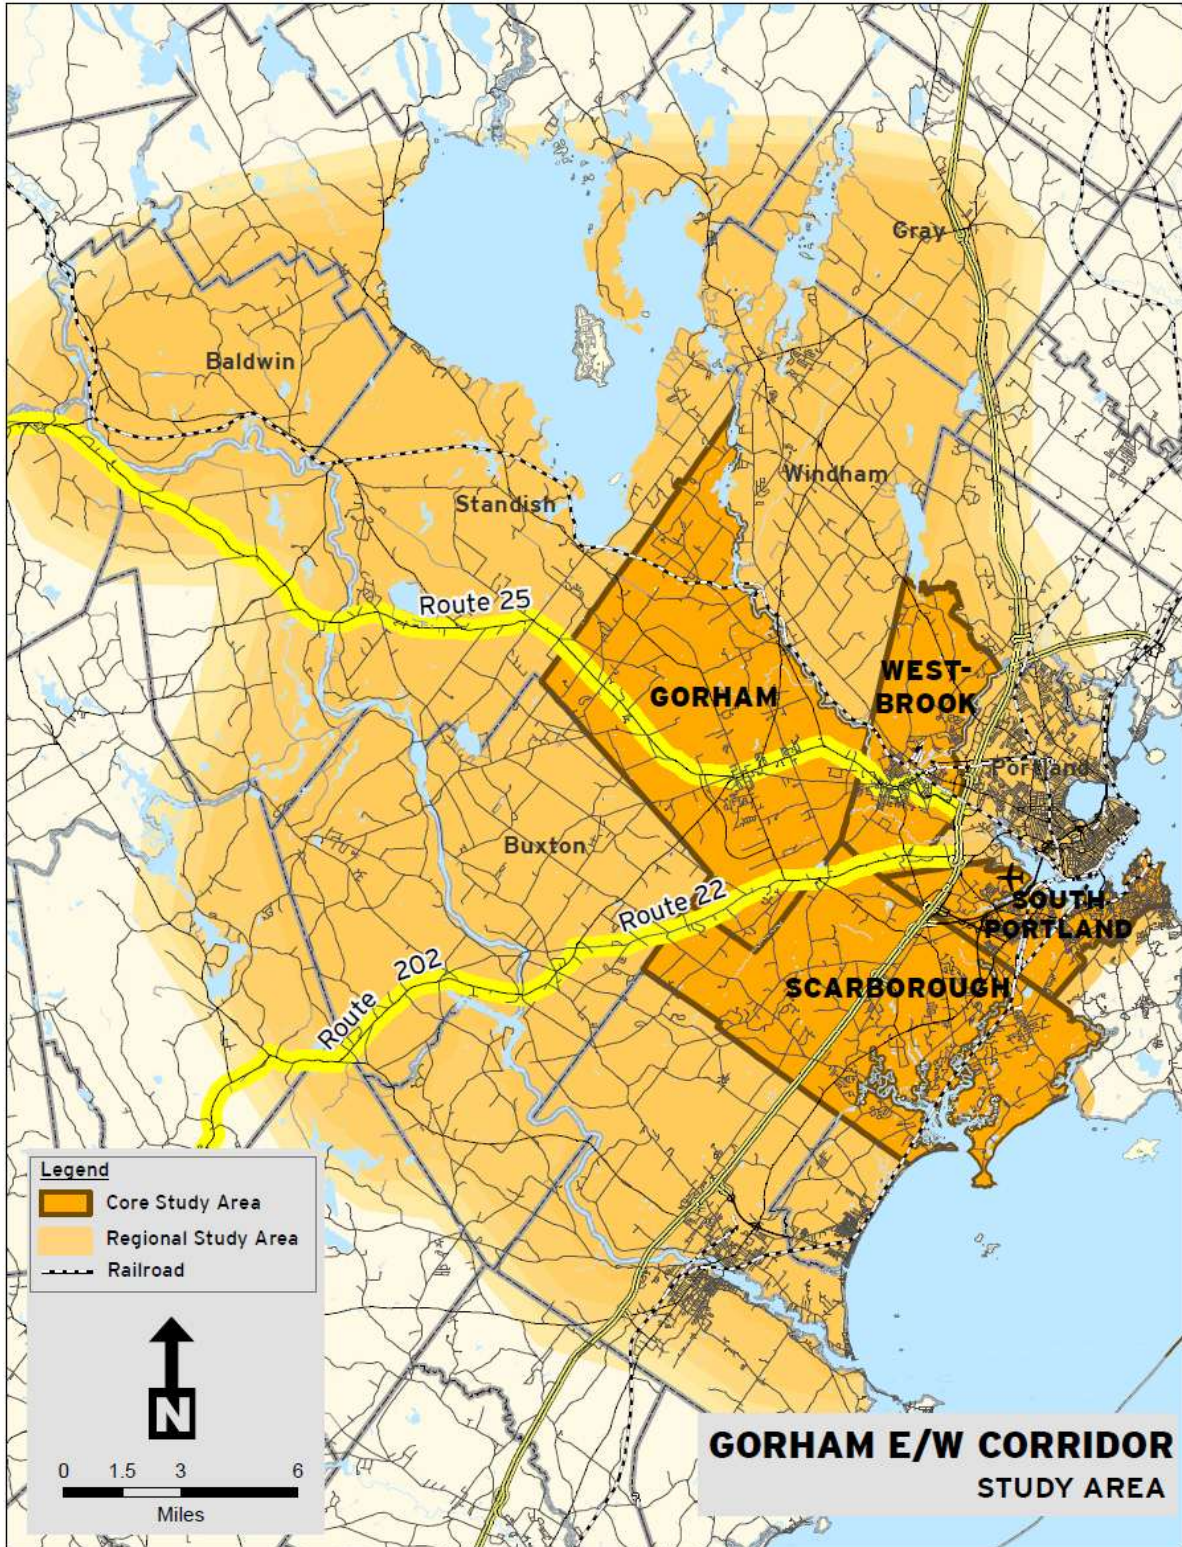 Gray
Baldwin
Windham
Standish
Route 25
WEST-
BROOK
GORHAM
Portland
Buxton
Route 22
SOUTH
PORTLAND
202
Route
SCARBOROUGH
Legend
Core Study Area
Regional Study Area
Railroad
N
0 1.5 3 6
Miles
GORHAM E/W CORRIDOR
STUDY AREA